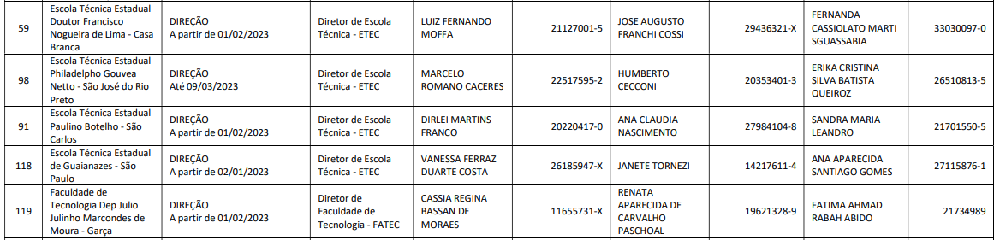 59
Escola Técnica Estadual
Doutor Francisco
Nogueira de Lima - Casa
Branca
DIREÇÃO
A partir de 01/02/2023
Diretor de Escola
Técnica - ETEC
LUIZ FERNANDO
MOFFA
21127001-5
JOSE AUGUSTO
FRANCHI COSSI
29436321-X
FERNANDA
CASSIOLATO MARTI
SGUASSABIA
33030097-0
98
Escola Técnica Estadual
Philadelpho Gouvea
Netto - São José do Rio
Preto
DIREÇÃO
Até 09/03/2023
Diretor de Escola
Técnica - ETEC
MARCELO
ROMANO CACERES
22517595-2
HUMBERTO
CECCONI
20353401-3
ERIKA CRISTINA
SILVA BATISTA
QUEIROZ
26510813-5
91
Escola Técnica Estadual
Paulino Botelho - São
Carlos
DIREÇÃO
A partir de 01/02/2023
Diretor de Escola
Técnica - ETEC
DIRLEI MARTINS
FRANCO
20220417-0
ANA CLAUDIA
NASCIMENTO
27984104-8
SANDRA MARIA
LEANDRO
21701550-5
118
Escola Técnica Estadual
de Guaianazes - São
Paulo
DIREÇÃO
A partir de 02/01/2023
Diretor de Escola
Técnica - ETEC
VANESSA FERRAZ
DUARTE COSTA
26185947-X
JANETE TORNEZI
14217611-4
ANA APARECIDA
SANTIAGO GOMES
27115876-1
119
Faculdade de
Tecnologia Dep Julio
Julinho Marcondes de
Moura - Garça
DIREÇÃO
A partir de 01/02/2023
Diretor de
Faculdade de
Tecnologia - FATEC
CASSIA REGINA
BASSAN DE
MORAES
11655731-X
RENATA
APARECIDA DE
CARVALHO
PASCHOAL
19621328-9
FATIMA AHMAD
RABAH ABIDO
21734989